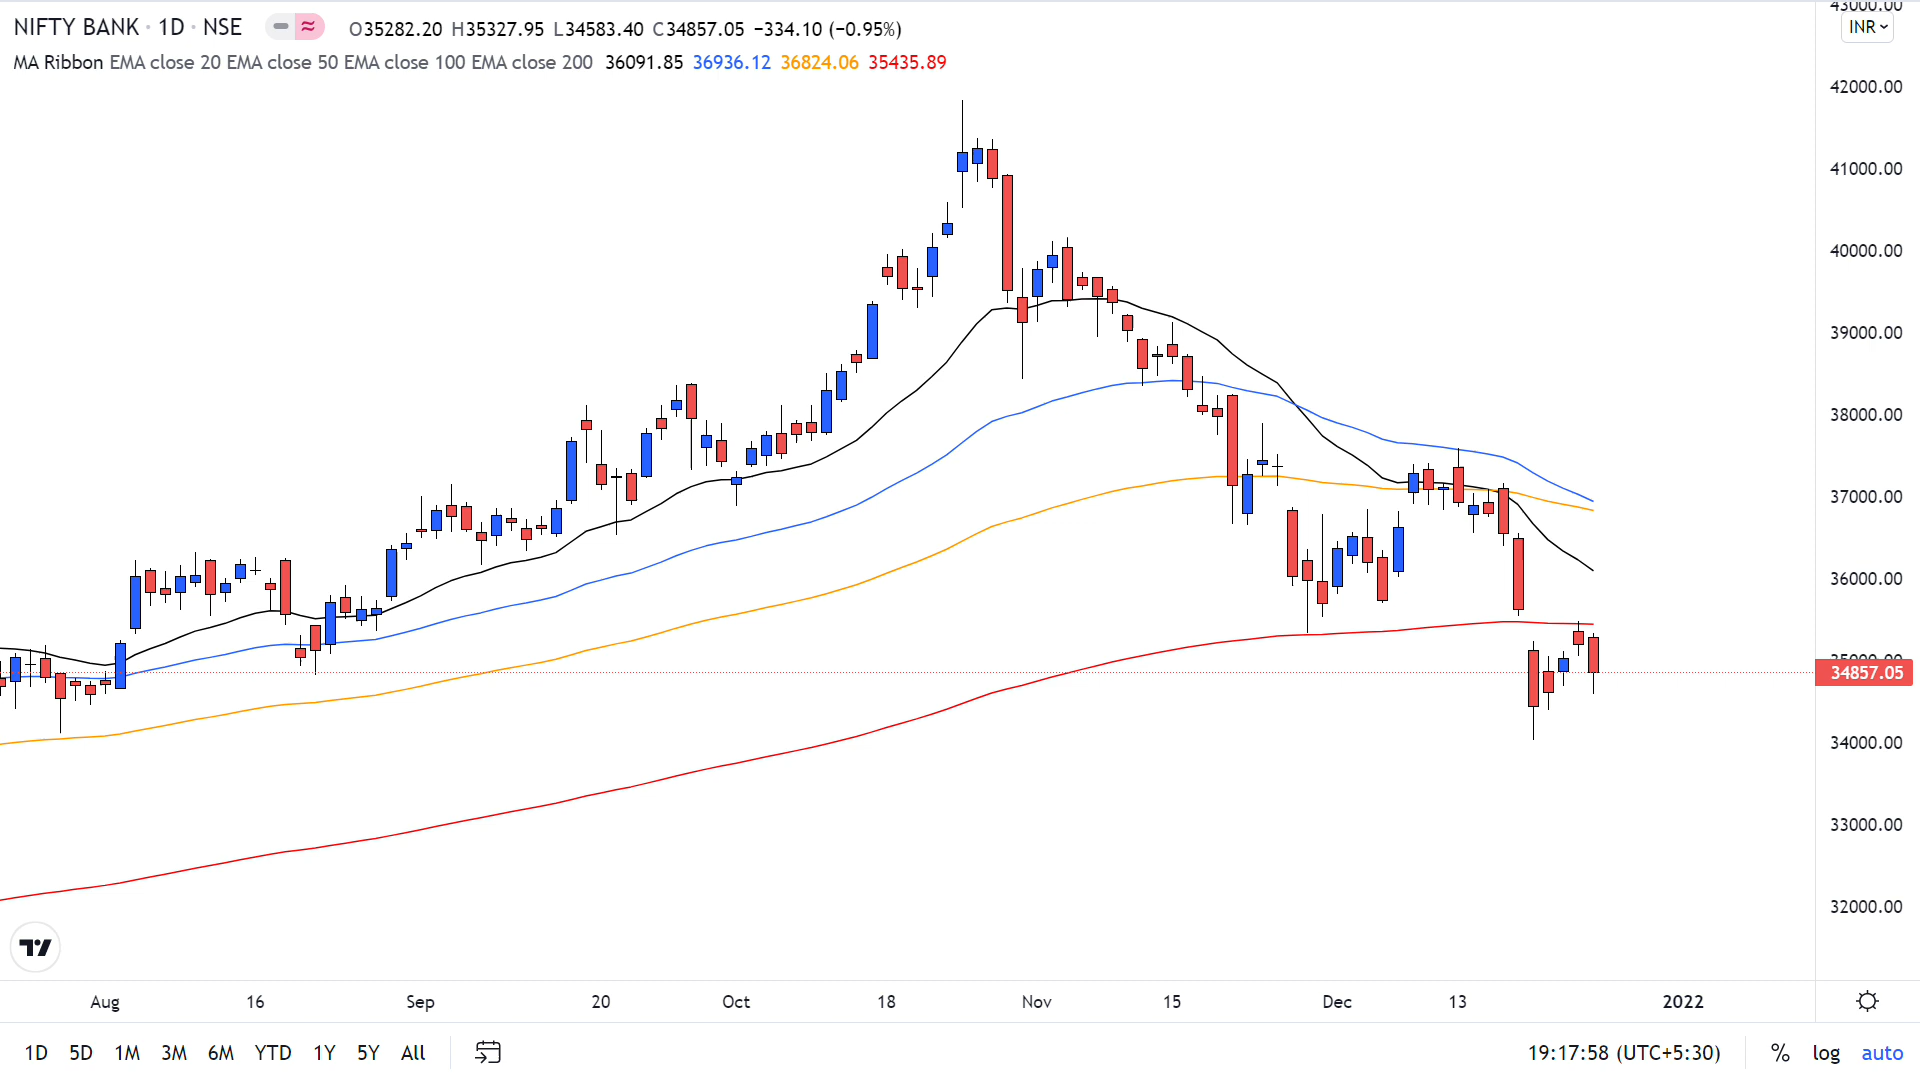 NIFTY BANK · 1D · NSE O35282.20 H35327.95 L34583.40 C34857.05 −334.10 (−0.95%)
MA Ribbon EMA close 20 EMA close 50 EMA close 100 EMA close 200 36091.85 36936.12 36824.06 35435.89
43000.00
INR
42000.00
41000.00
40000.00
39000.00
38000.00
37000.00
36000.00
35000.00
34857.05
34000.00
33000.00
32000.00
Aug 16 Sep 20 Oct 18 Nov 15 Dec 13 2022
1D 5D 1M 3M 6M YTD 1Y 5Y All 19:17:58 (UTC+5:30) % log auto